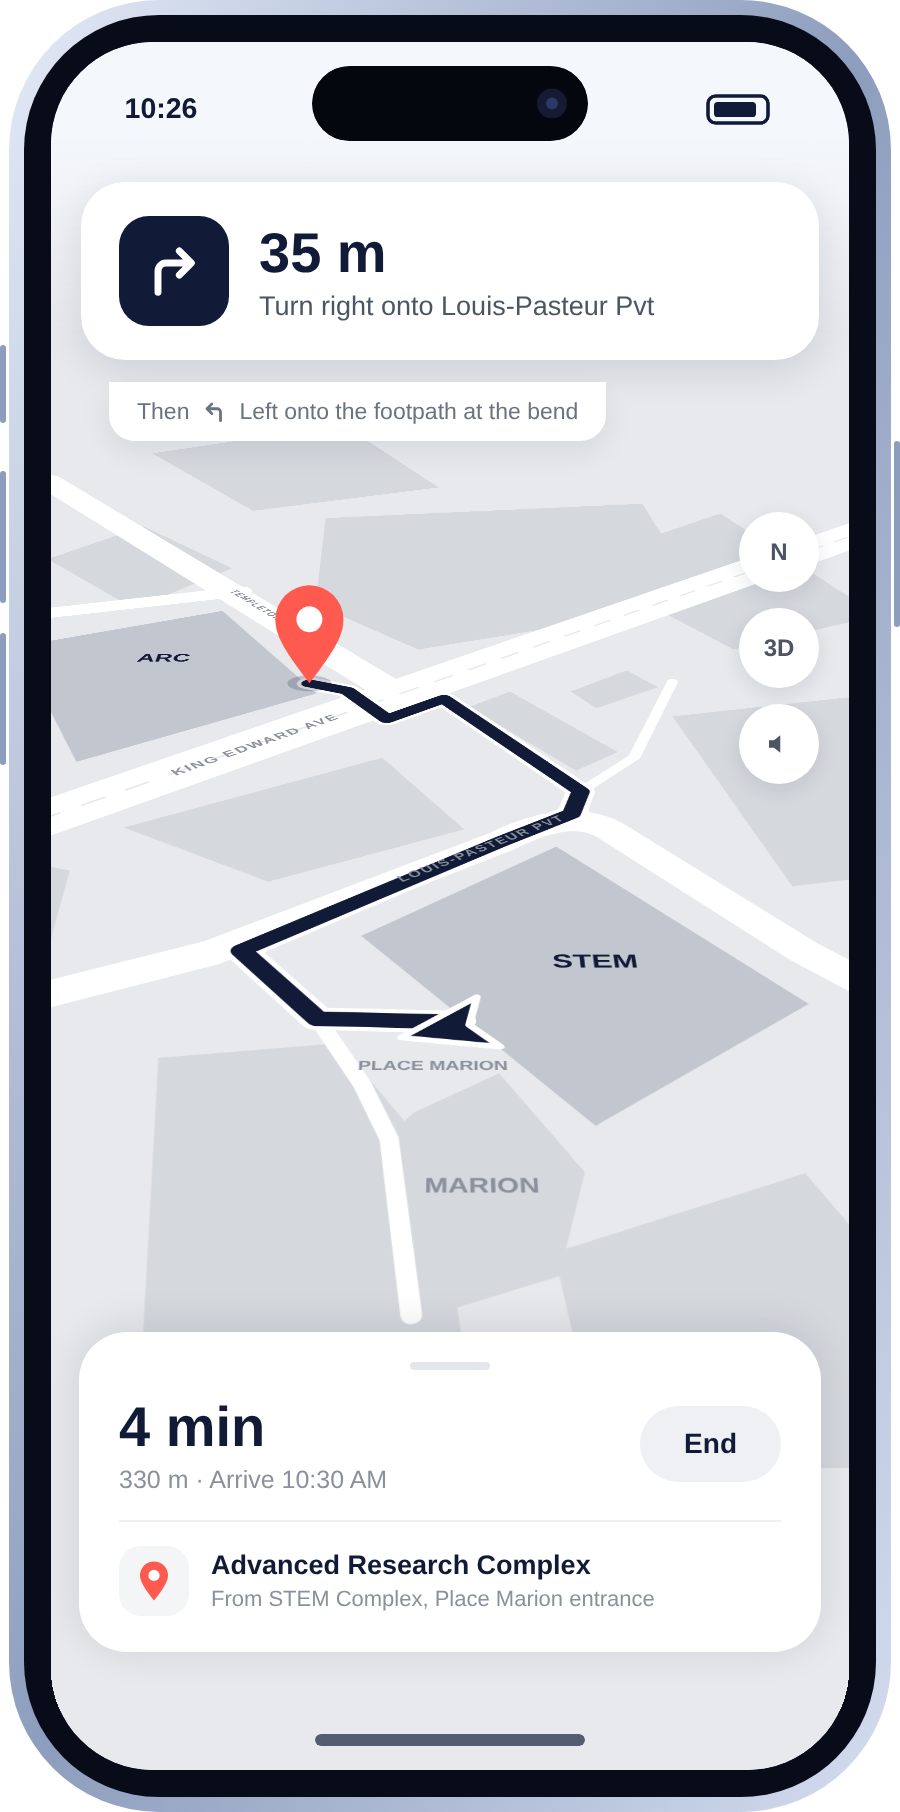 10:26
35 m
Turn right onto Louis-Pasteur Pvt
Then Left onto the footpath at the bend
N
TEMPLETON
3D
ARC
KING EDWARD AVE
LOUIS-PASTEUR PVT
STEM
PLACE MARION
MARION
4 min
End
330 m · Arrive 10:30 AM
Advanced Research Complex
From STEM Complex, Place Marion entrance